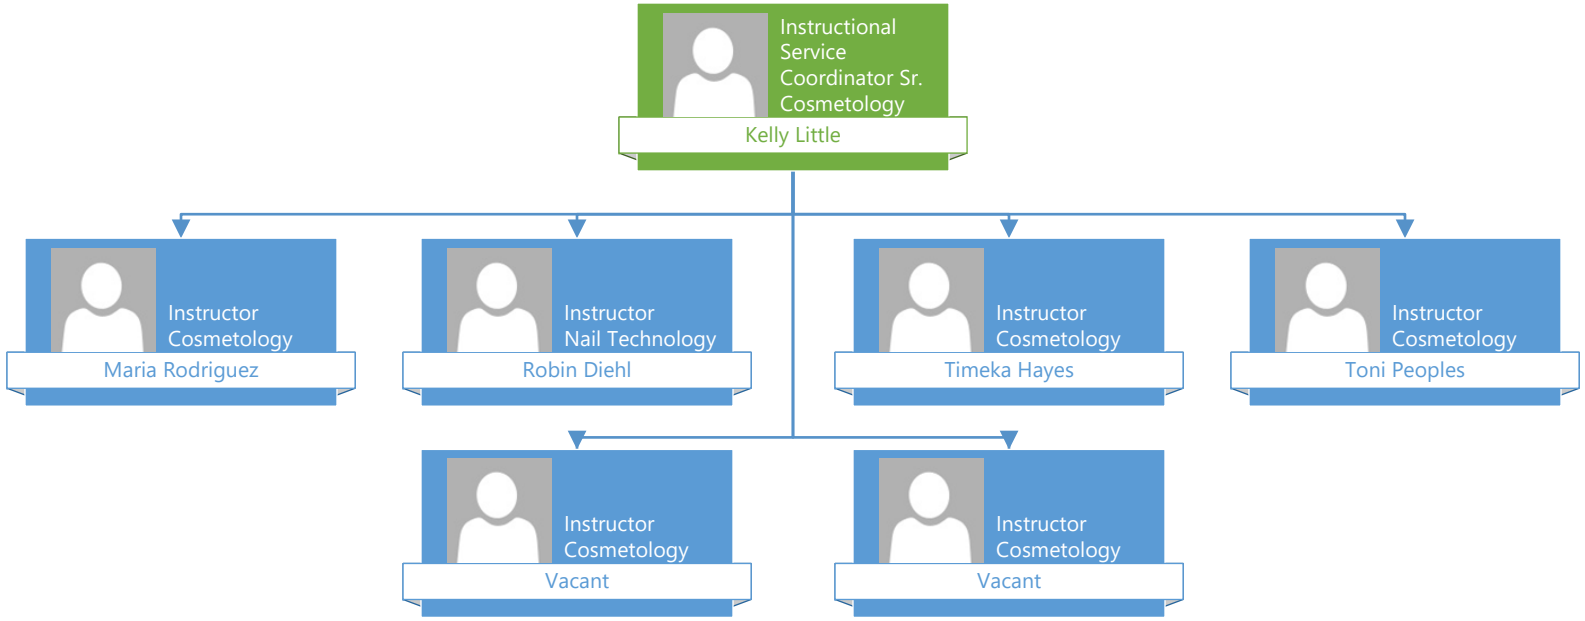 Instructional
Service
Coordinator Sr.
Cosmetology
Kelly Little
Instructor
Cosmetology
Maria Rodriguez
Instructor
Nail Technology
Robin Diehl
Instructor
Cosmetology
Timeka Hayes
Instructor
Cosmetology
Toni Peoples
Instructor
Cosmetology
Vacant
Instructor
Cosmetology
Vacant